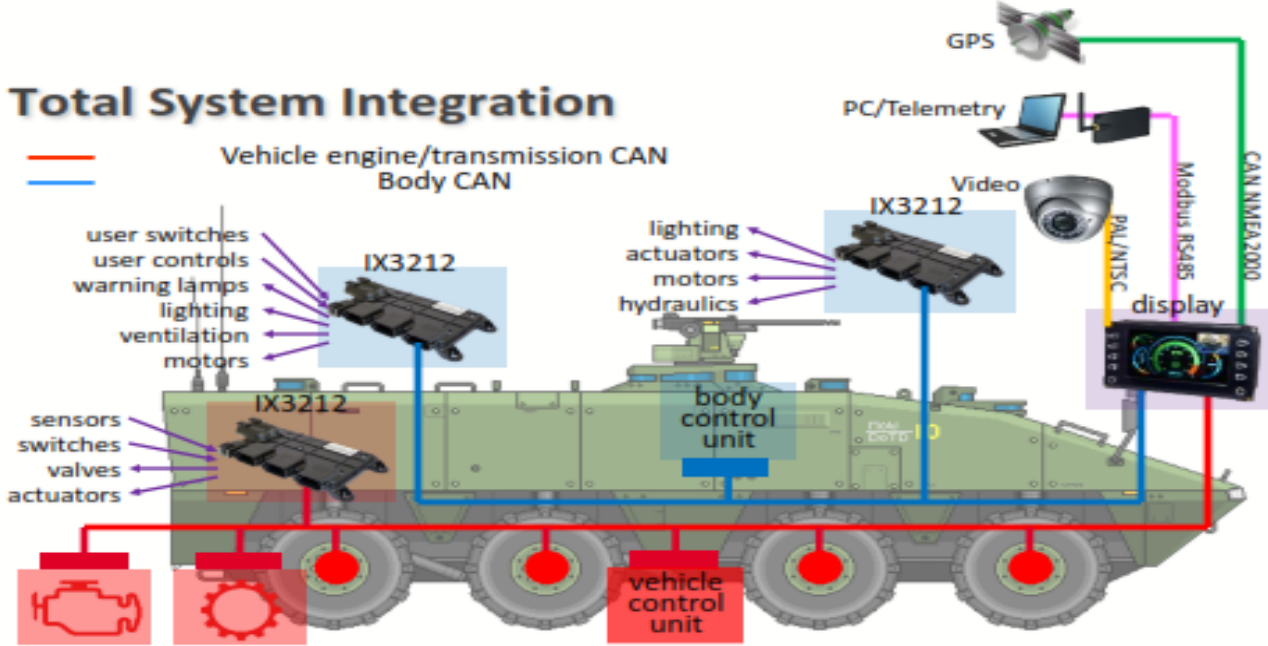 GPS
Total System Integration
PC/Telemetry
Vehicle engine/transmission CAN
Body CAN
Video
CAN NMEA2000
Modbus RS485
PAL/NTSC
IX3212
lighting
actuators
motors
hydraulics
user switches
user controls
warning lamps
lighting
ventilation
motors
IX3212
display
IX3212
sensors
switches
valves
actuators
body
control
unit
vehicle
control
unit